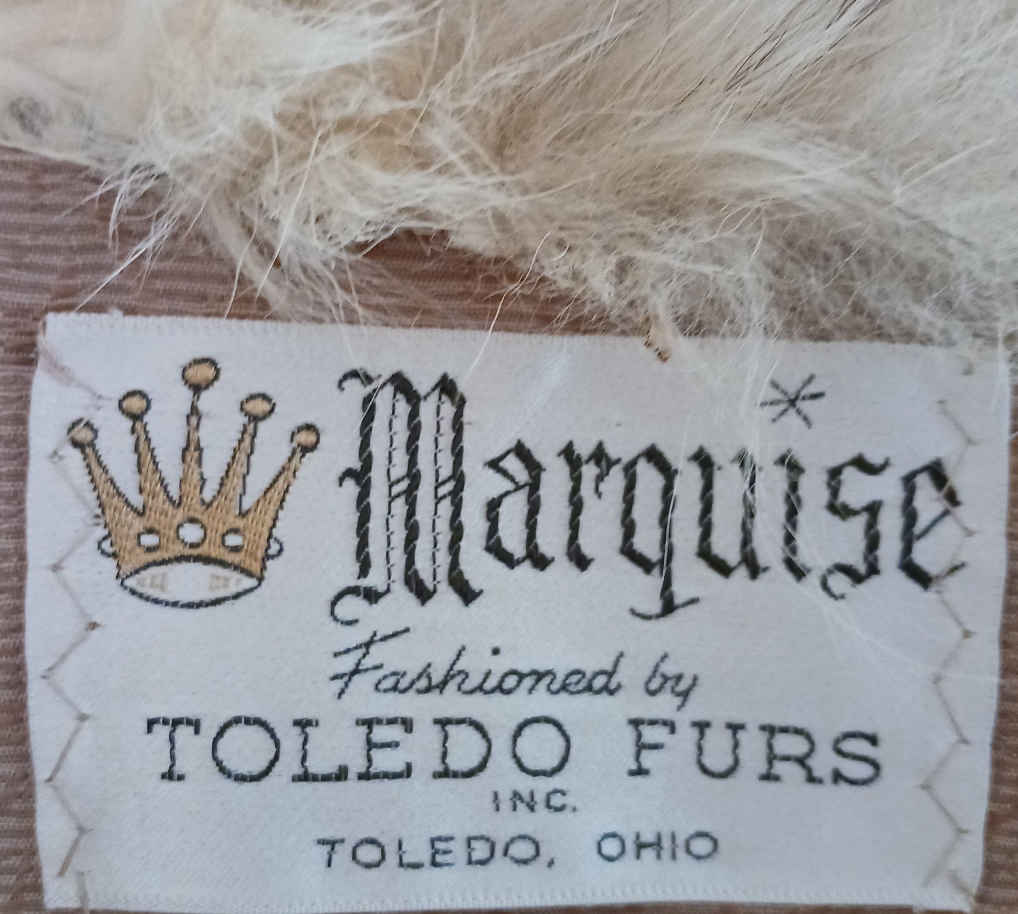 Marquise
Fashioned by
TOLEDO FURS
INC.
TOLEDO, OHIO